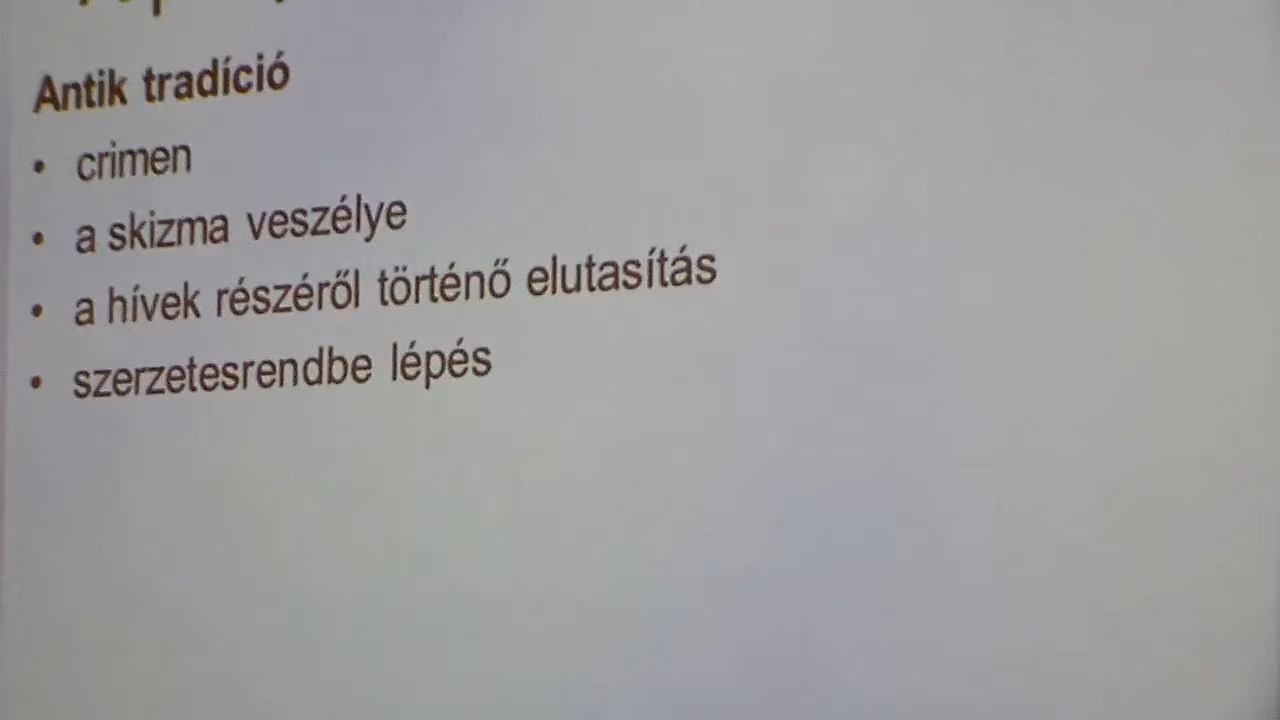 Antik tradíció
• crimen
• a skizma veszélye
• a hívek részéről történő elutasítás
• szerzetesrendbe lépés